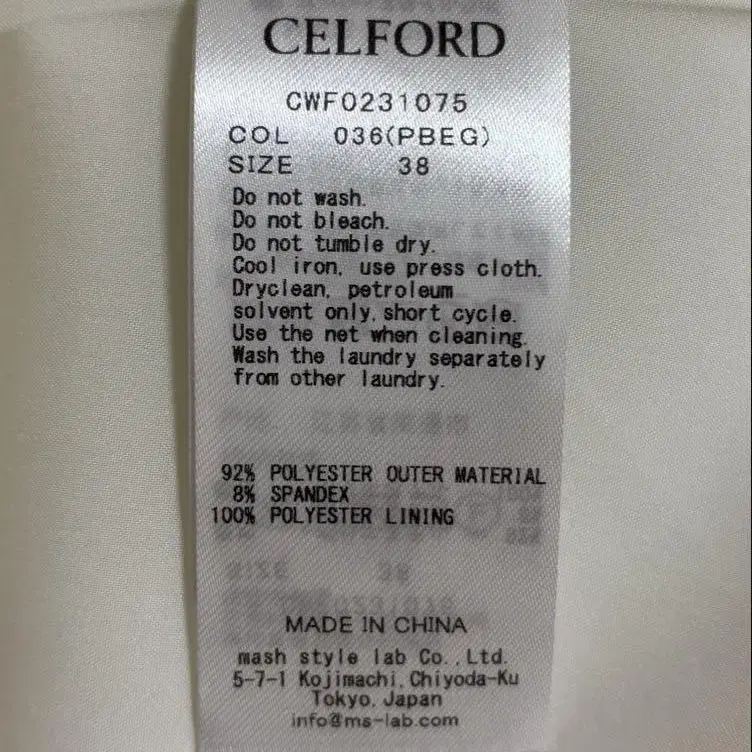 CELFORD
CWF0231075
COL 036(PBEG)
SIZE 38
Do not wash.
Do not bleach.
Do not tumble dry.
Cool iron, use press cloth.
Dryclean, petroleum
solvent only, short cycle.
Use the net when cleaning.
Wash the laundry separately
from other laundry.
92% POLYESTER OUTER MATERIAL
8% SPANDEX
100% POLYESTER LINING
MADE IN CHINA
mash style lab Co.,Ltd.
5-7-1 Kojimachi, Chiyoda-Ku
Tokyo, Japan
info@ms-lab.com